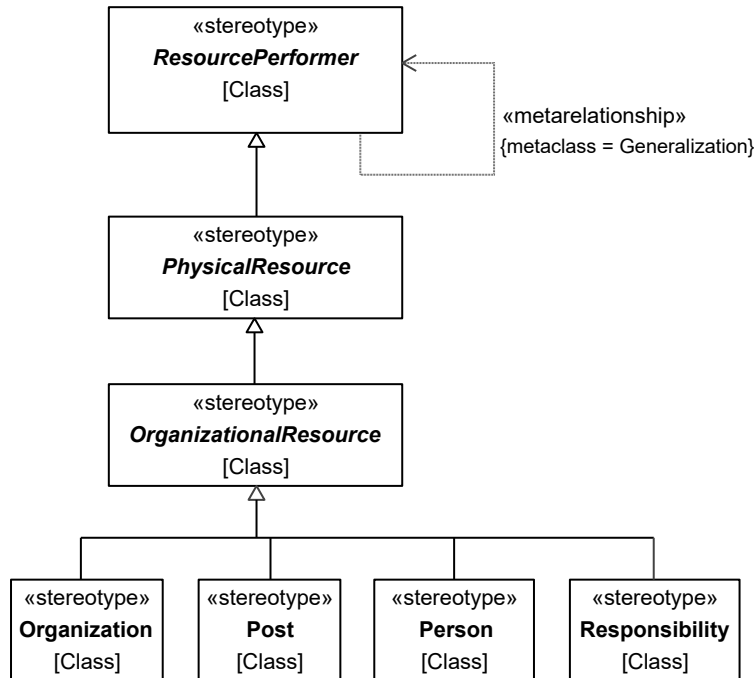 «stereotype»
ResourcePerformer
[Class]
«metarelationship»
{metaclass = Generalization}
«stereotype»
PhysicalResource
[Class]
«stereotype»
OrganizationalResource
[Class]
«stereotype»
Organization
[Class]
«stereotype»
Post
[Class]
«stereotype»
Person
[Class]
«stereotype»
Responsibility
[Class]